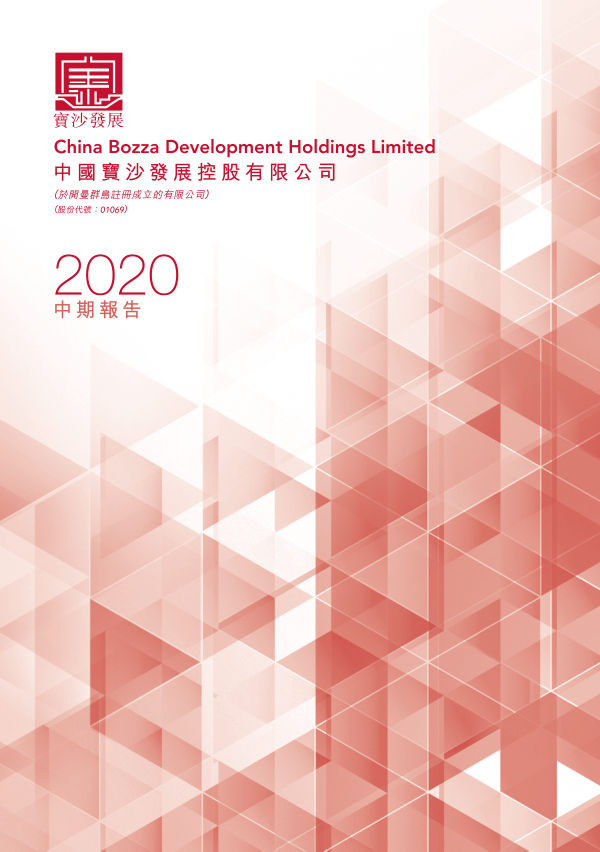 寶沙發展
China Bozza Development Holdings Limited
中國寶沙發展控股有限公司
(於開曼群島註冊成立的有限公司)
(股份代號：01069)
2020
中期報告